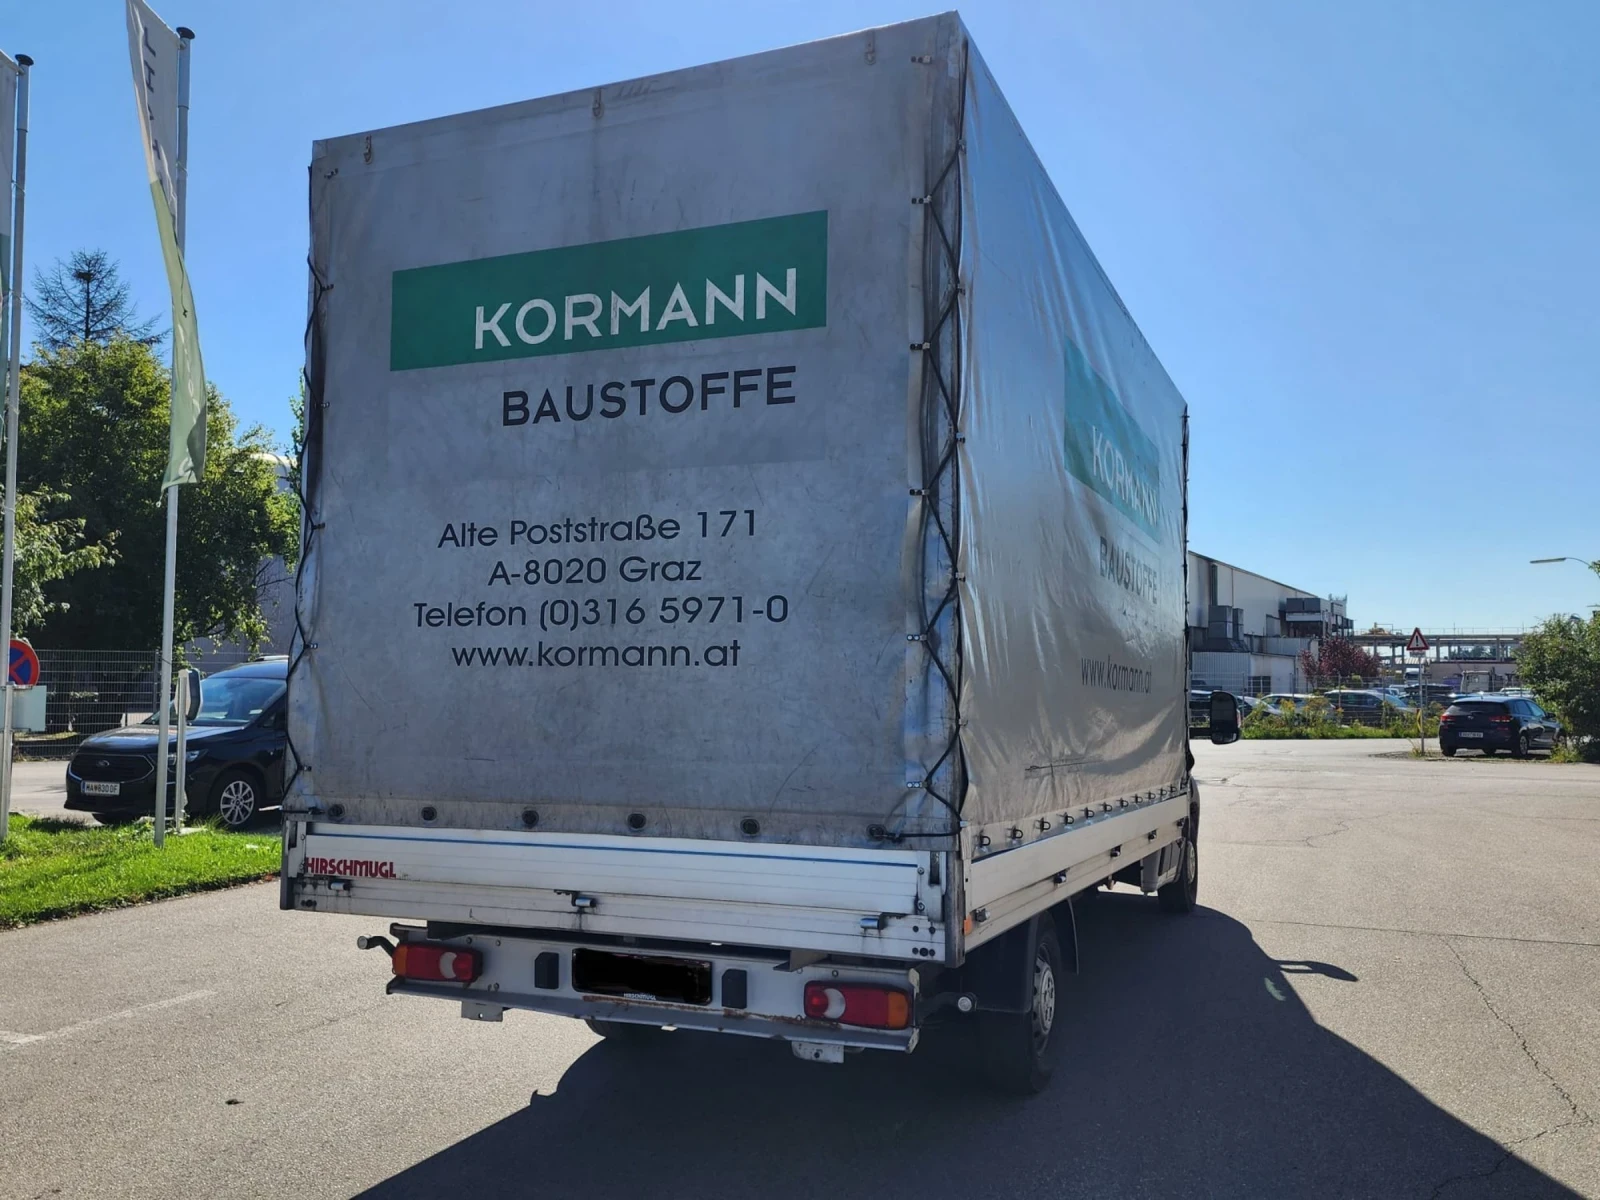 KORMANN
BAUSTOFFE
Alte Poststraße 171
A-8020 Graz
Telefon (0)316 5971-0
www.kormann.at
KORMANN
BAUSTOFFE
www.kormann.at
HIRSCHMUGL
HIRSCHMUGL